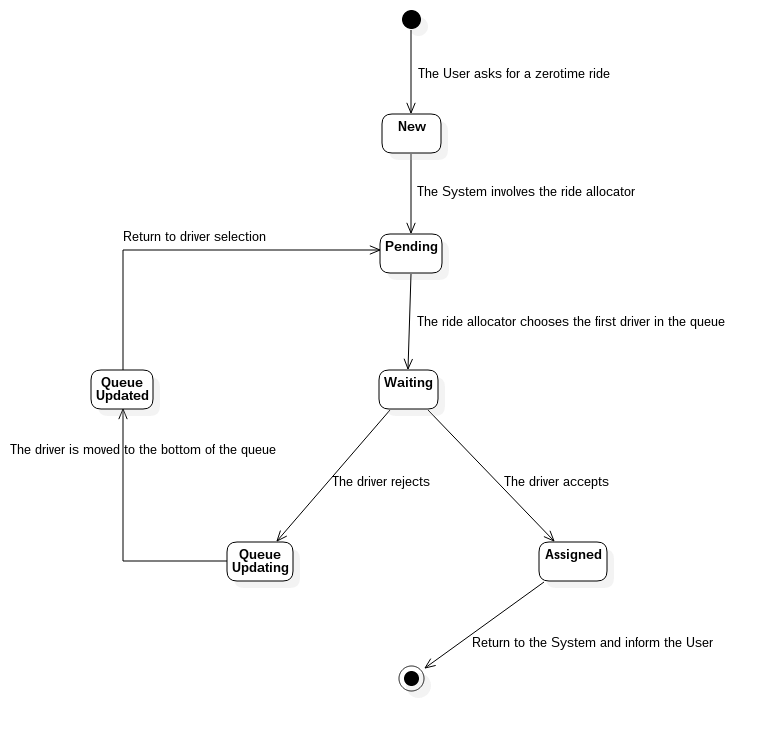 The User asks for a zerotime ride
New
The System involves the ride allocator
Return to driver selection
Pending
The ride allocator chooses the first driver in the queue
Queue
Updated
Waiting
The driver is moved to the bottom of the queue
The driver rejects
The driver accepts
Queue
Updating
Assigned
Return to the System and inform the User